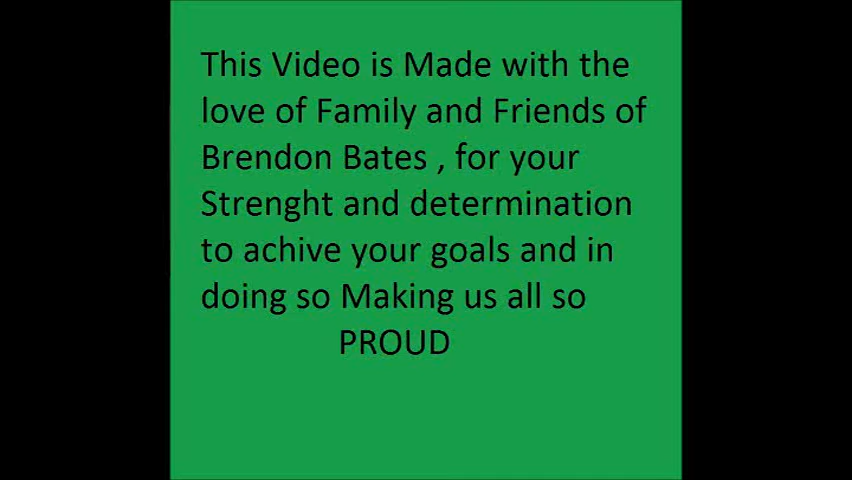 This Video is Made with the
love of Family and Friends of
Brendon Bates , for your
Strenght and determination
to achive your goals and in
doing so Making us all so
PROUD